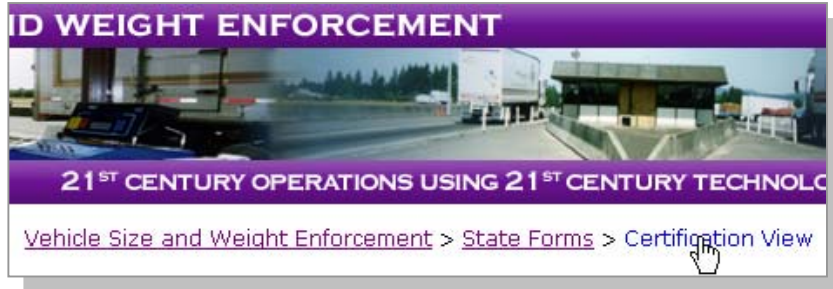 ID WEIGHT ENFORCEMENT
21ST CENTURY OPERATIONS USING 21ST CENTURY TECHNOLO
Vehicle Size and Weight Enforcement > State Forms > Certification View